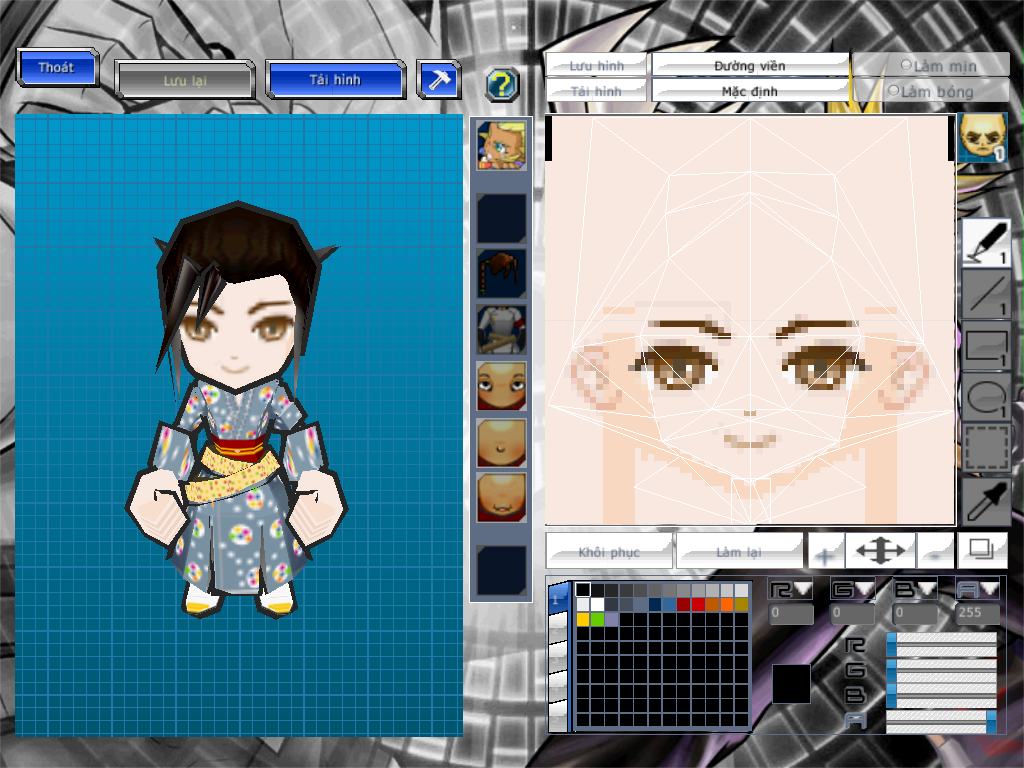 Thoát
Lưu lại
Tải hình
?
Lưu hình
Đường viền
Làm mịn
Tải hình
Mặc định
Làm bóng
1
1
1
1
1
Khôi phục
Làm lại
+
-
1
R G B A
0 0 0 255
R
G
B
A